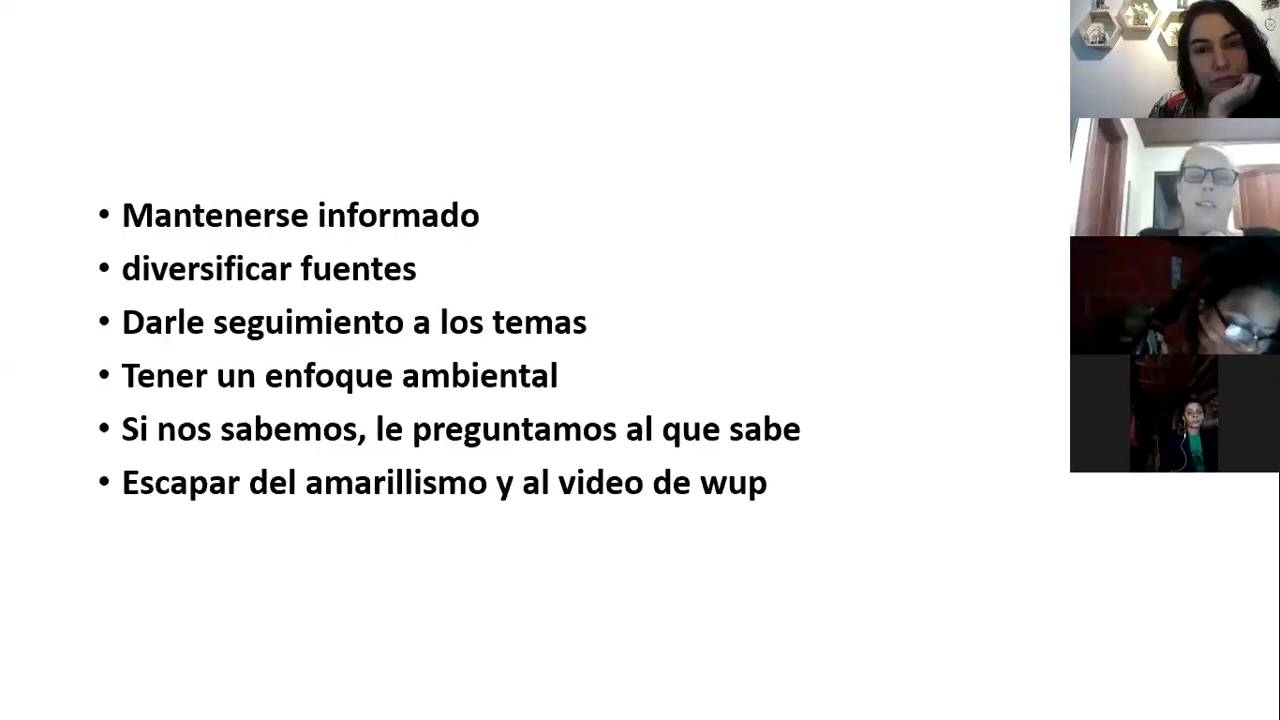 • Mantenerse informado
• diversificar fuentes
• Darle seguimiento a los temas
• Tener un enfoque ambiental
• Si nos sabemos, le preguntamos al que sabe
• Escapar del amarillismo y al video de wup